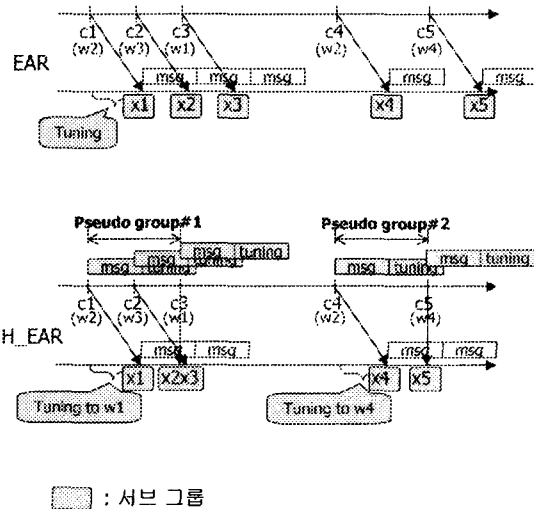 c1 c2 c3 c4 c5
(w2) (w3) (w1) (w2) (w4)
EAR
msg msg msg msg msg
x1 x2 x3 x4 x5
Tuning
Pseudo group#1 Pseudo group#2
msg tuning msg tuning
msg msg tuning
msg tuning
c1 c2 c3 c4 c5
(w2) (w3) (w1) (w2) (w4)
H_EAR
msg msg msg msg
x1 x2x3 x4 x5
Tuning to w1 Tuning to w4
: 서브 그룹